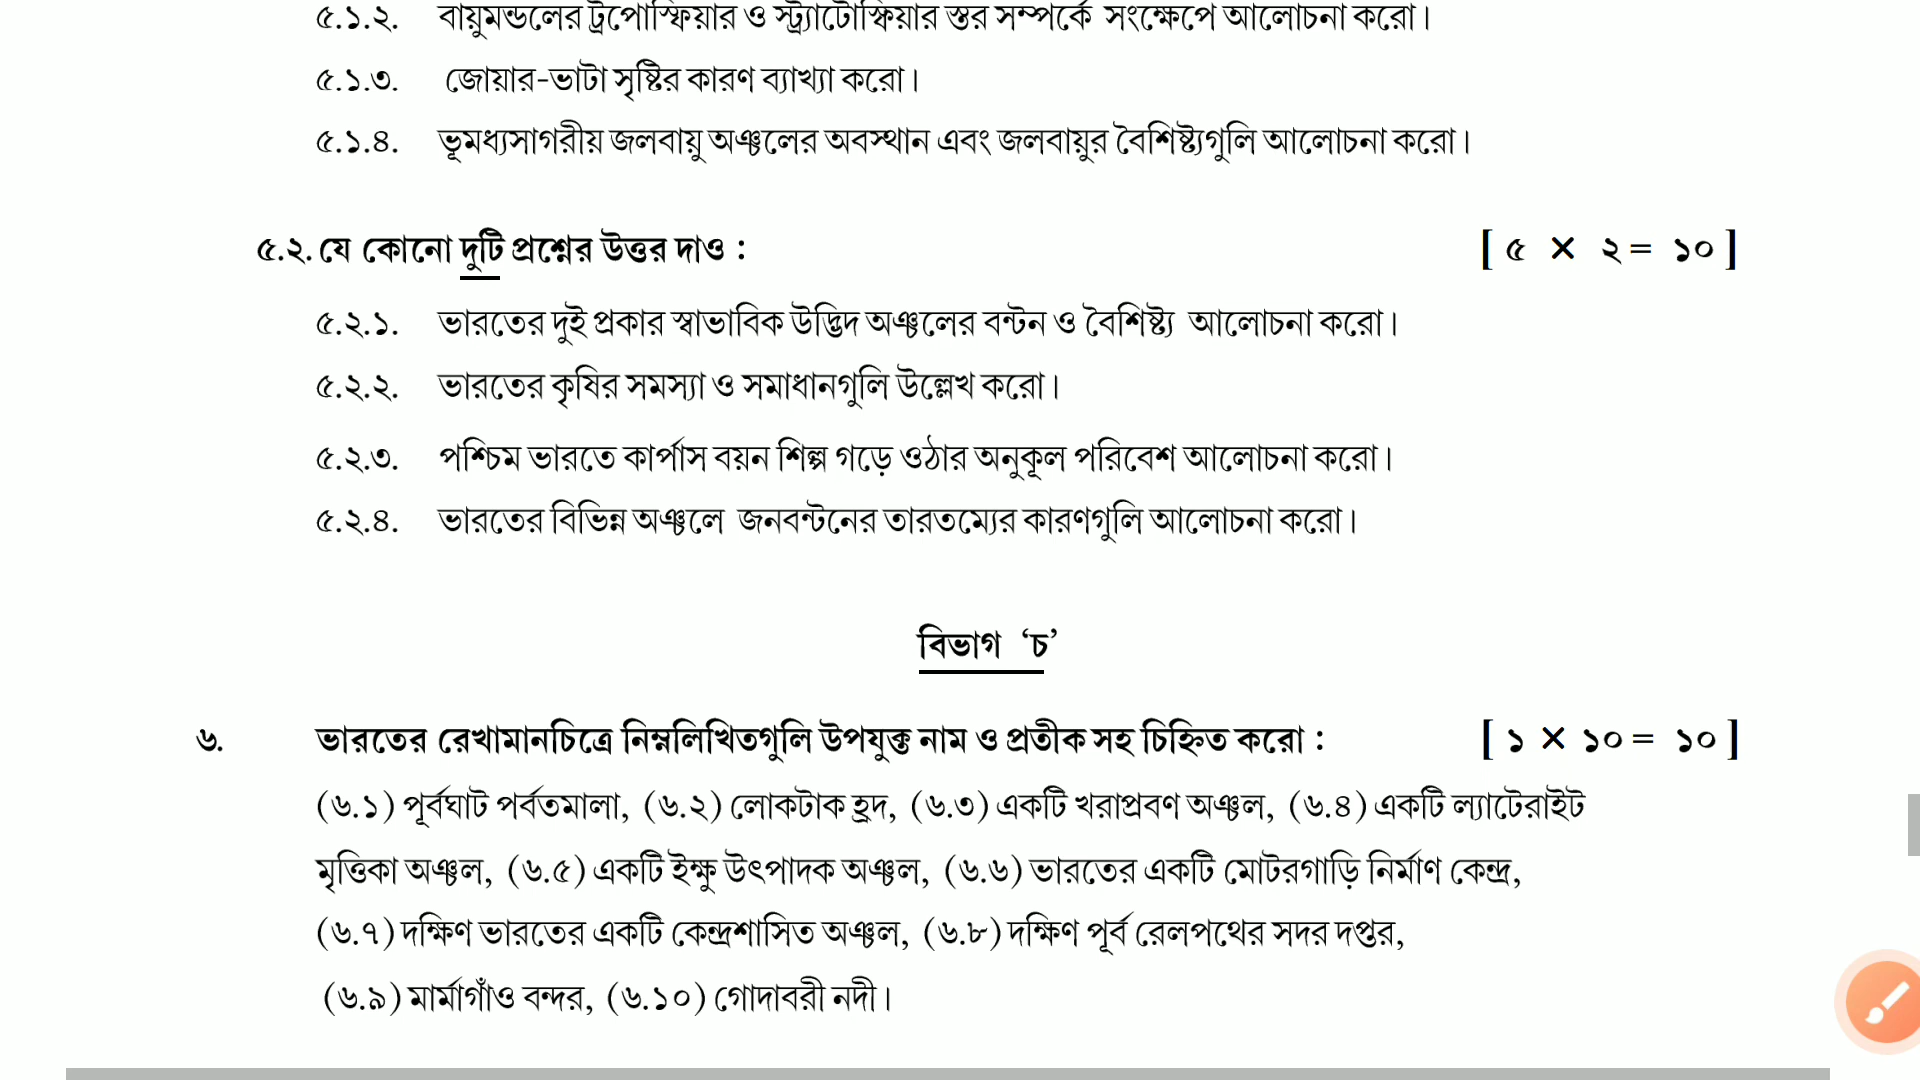 ৫.১.২. বায়ুমন্ডলের ট্রপোস্ফিয়ার ও স্ট্র্যাটোস্ফিয়ার স্তর সম্পর্কে সংক্ষেপে আলোচনা করো।
৫.১.৩. জোয়ার-ভাটা সৃষ্টির কারণ ব্যাখ্যা করো।
৫.১.৪. ভূমধ্যসাগরীয় জলবায়ু অঞ্চলের অবস্থান এবং জলবায়ুর বৈশিষ্ট্যগুলি আলোচনা করো।
৫.২. যে কোনো দুটি প্রশ্নের উত্তর দাও : [ ৫ × ২ = ১০ ]
৫.২.১. ভারতের দুই প্রকার স্বাভাবিক উদ্ভিদ অঞ্চলের বন্টন ও বৈশিষ্ট্য আলোচনা করো।
৫.২.২. ভারতের কৃষির সমস্যা ও সমাধানগুলি উল্লেখ করো।
৫.২.৩. পশ্চিম ভারতে কার্পাস বয়ন শিল্প গড়ে ওঠার অনুকূল পরিবেশ আলোচনা করো।
৫.২.৪. ভারতের বিভিন্ন অঞ্চলে জনবন্টনের তারতম্যের কারণগুলি আলোচনা করো।
বিভাগ ‘চ’
৬. ভারতের রেখামানচিত্রে নিম্নলিখিতগুলি উপযুক্ত নাম ও প্রতীক সহ চিহ্নিত করো : [ ১ × ১০ = ১০ ]
(৬.১) পূর্বঘাট পর্বতমালা, (৬.২) লোকটাক হ্রদ, (৬.৩) একটি খরাপ্রবণ অঞ্চল, (৬.৪) একটি ল্যাটেরাইট
মৃত্তিকা অঞ্চল, (৬.৫) একটি ইক্ষু উৎপাদক অঞ্চল, (৬.৬) ভারতের একটি মোটরগাড়ি নির্মাণ কেন্দ্র,
(৬.৭) দক্ষিণ ভারতের একটি কেন্দ্রশাসিত অঞ্চল, (৬.৮) দক্ষিণ পূর্ব রেলপথের সদর দপ্তর,
(৬.৯) মার্মাগাঁও বন্দর, (৬.১০) গোদাবরী নদী।